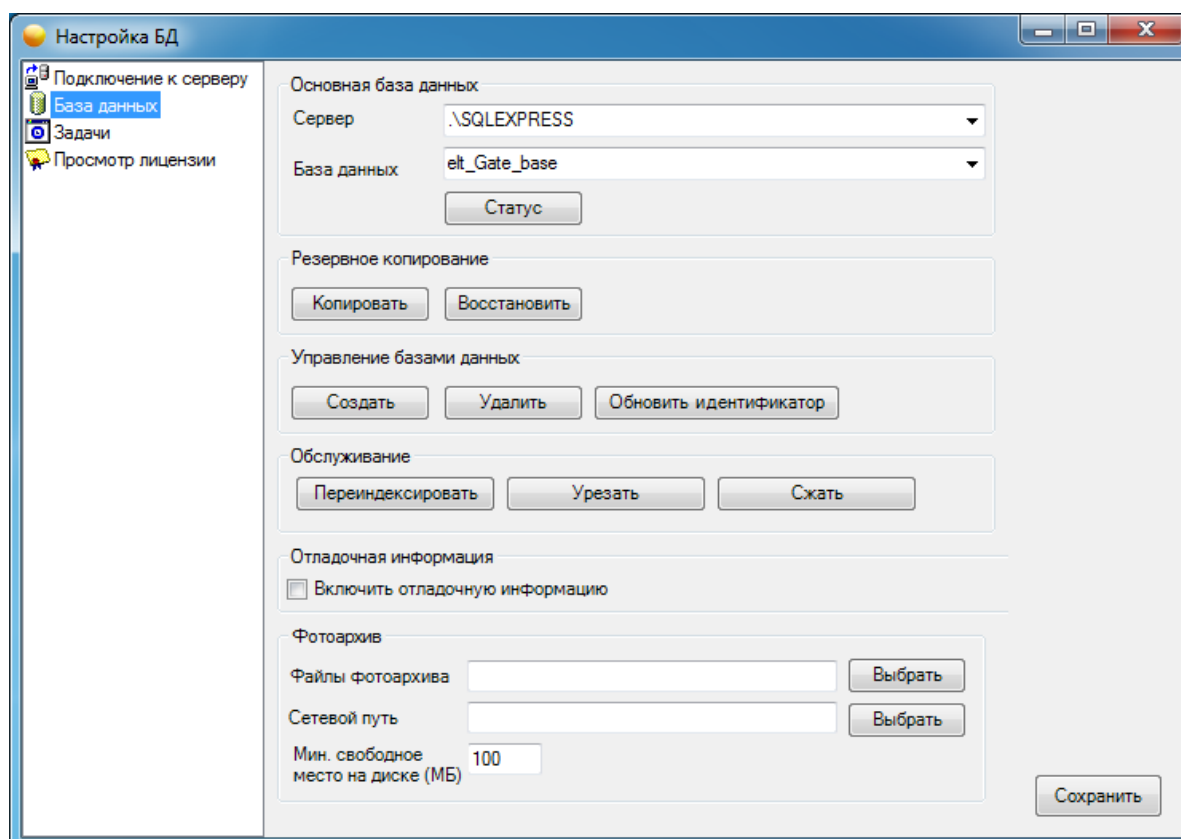 Настройка БД
Подключение к серверу
База данных
Задачи
Просмотр лицензии
Основная база данных
Сервер .\SQLEXPRESS
База данных elt_Gate_base
Статус
Резервное копирование
Копировать Восстановить
Управление базами данных
Создать Удалить Обновить идентификатор
Обслуживание
Переиндексировать Урезать Сжать
Отладочная информация
Включить отладочную информацию
Фотоархив
Файлы фотоархива Выбрать
Сетевой путь Выбрать
Мин. свободное
место на диске (МБ) 100
Сохранить